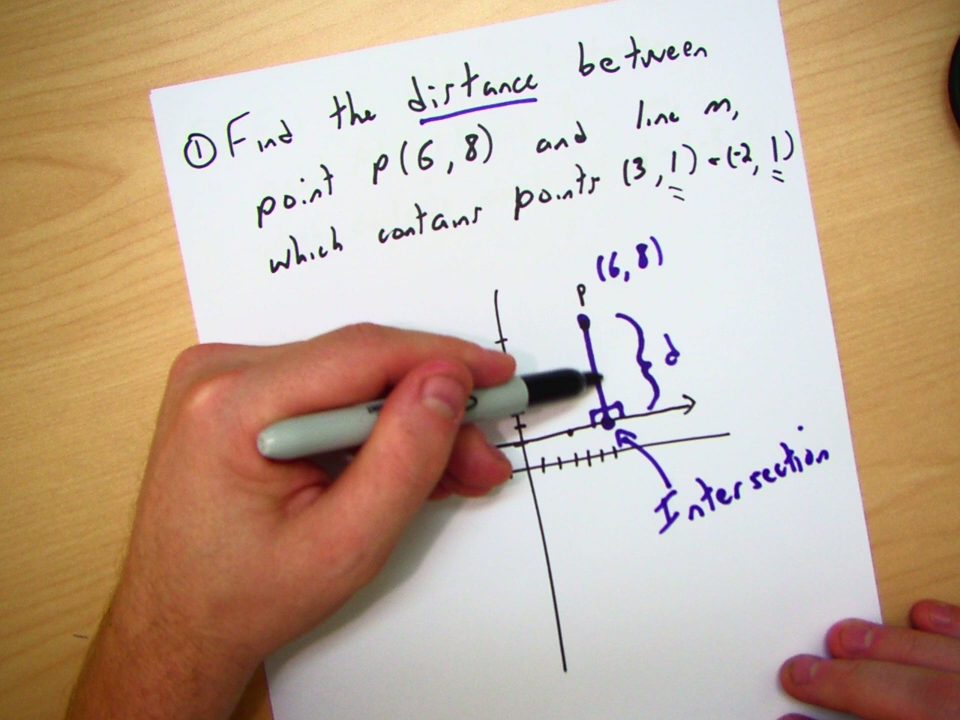 ① Find the distance between
point P(6,8) and line m,
which contains points (3,1) + (-2,1)
(6,8)
P
d
Intersection